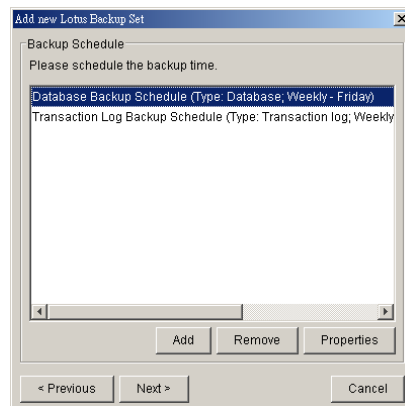 Add new Lotus Backup Set
Backup Schedule
Please schedule the backup time.
Database Backup Schedule (Type: Database; Weekly - Friday)
Transaction Log Backup Schedule (Type: Transaction log; Weekly
Add Remove Properties
< Previous Next > Cancel